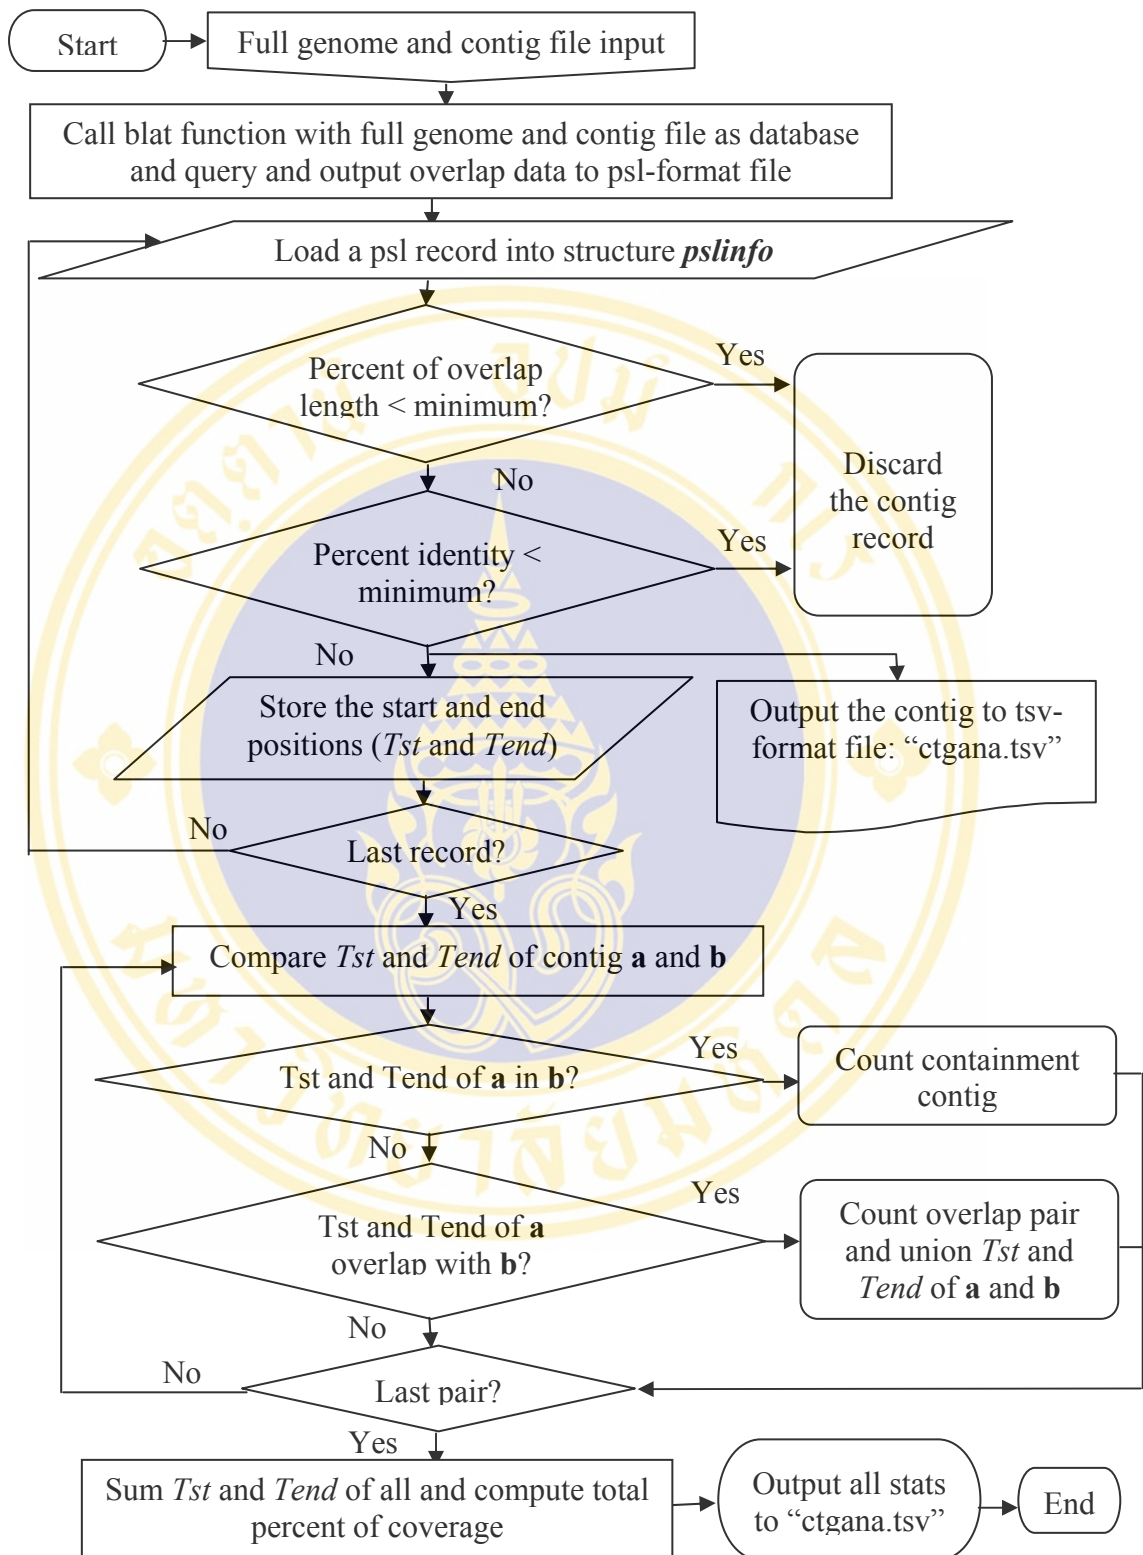 Start
Full genome and contig file input
Call blat function with full genome and contig file as database
and query and output overlap data to psl-format file
Load a psl record into structure pslinfo
Percent of overlap
length < minimum?
Yes
Discard
the contig
record
No
Percent identity <
minimum?
Yes
No
Store the start and end
positions (Tst and Tend)
Output the contig to tsv-
format file: “ctgana.tsv”
No
Last record?
Yes
Compare Tst and Tend of contig a and b
Tst and Tend of a in b?
Yes
Count containment
contig
No
Tst and Tend of a
overlap with b?
Yes
Count overlap pair
and union Tst and
Tend of a and b
No
No
Last pair?
Yes
Sum Tst and Tend of all and compute total
percent of coverage
Output all stats
to “ctgana.tsv”
End